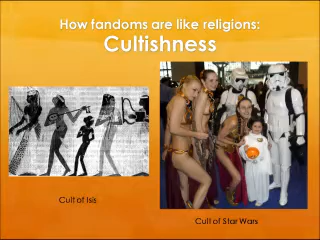 How fandoms are like religions:
Cultishness
Cult of Isis
Cult of Star Wars